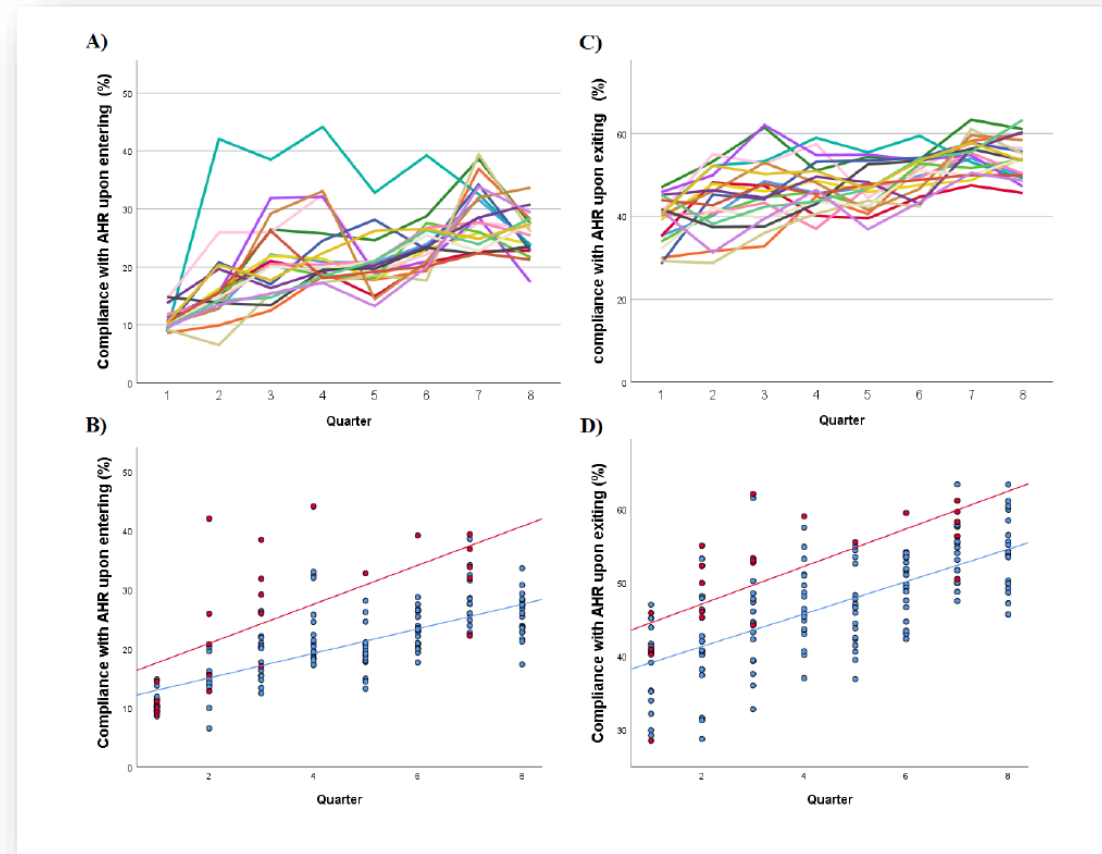 A)
Compliance with AHR upon entering (%)
50
40
30
20
10
0
1 2 3 4 5 6 7 8
Quarter
C)
compliance with AHR upon exiting (%)
60
40
20
0
1 2 3 4 5 6 7 8
Quarter
B)
Compliance with AHR upon entering (%)
50
40
30
20
10
0
2 4 6 8
Quarter
D)
Compliance with AHR upon exiting (%)
60
50
40
30
2 4 6 8
Quarter